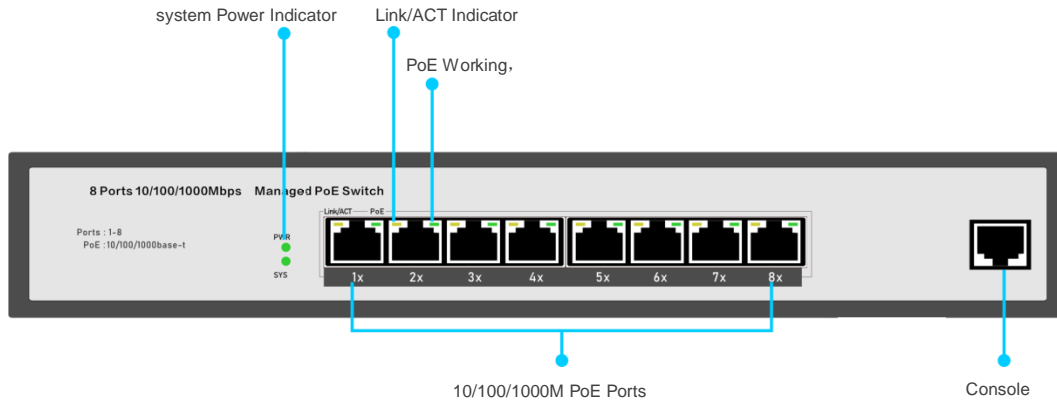 system Power Indicator
Link/ACT Indicator
PoE Working，
8 Ports 10/100/1000Mbps Managed PoE Switch
Link/ACT PoE
Ports : 1-8
PoE :10/100/1000base-t
PWR
SYS
1x 2x 3x 4x 5x 6x 7x 8x
10/100/1000M PoE Ports
Console